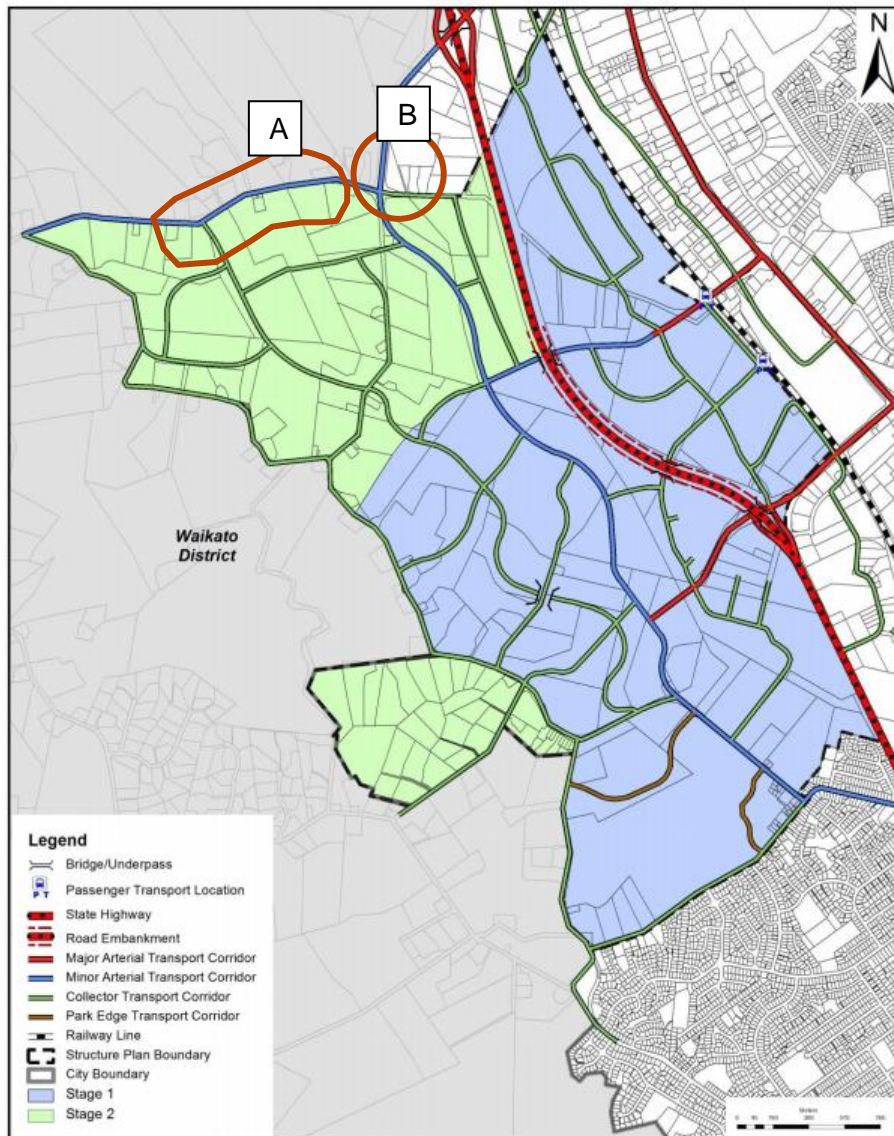 N
A
B
Waikato
District
Legend
Bridge/Underpass
P T
Passenger Transport Location
State Highway
Road Embankment
Major Arterial Transport Corridor
Minor Arterial Transport Corridor
Collector Transport Corridor
Park Edge Transport Corridor
Railway Line
Structure Plan Boundary
City Boundary
Stage 1
Stage 2
Meters